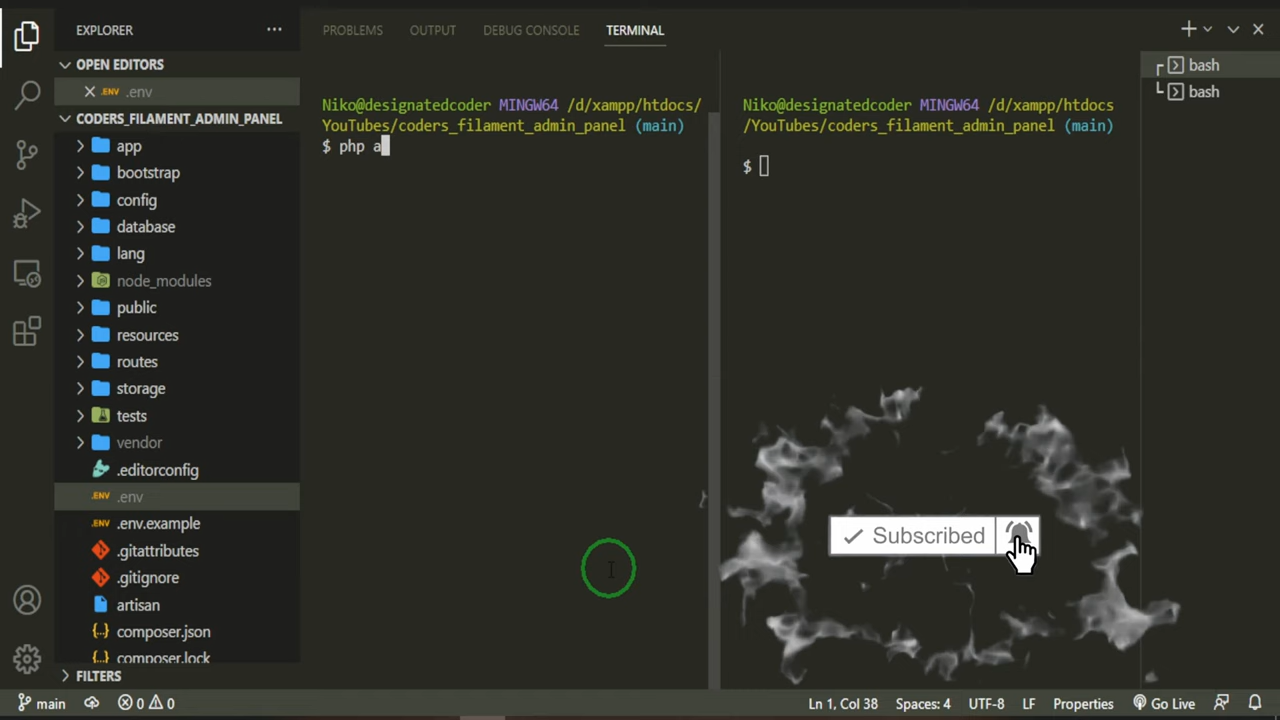 EXPLORER
PROBLEMS OUTPUT DEBUG CONSOLE TERMINAL
OPEN EDITORS
.ENV .env
CODERS_FILAMENT_ADMIN_PANEL
app
bootstrap
config
database
lang
node_modules
public
resources
routes
storage
tests
vendor
.editorconfig
.ENV .env
.ENV .env.example
.gitattributes
.gitignore
artisan
{..} composer.json
{..} composer.lock
FILTERS
Niko@designatedcoder MINGW64 /d/xampp/htdocs/
YouTubes/coders_filament_admin_panel (main)
$ php a
Niko@designatedcoder MINGW64 /d/xampp/htdocs
/YouTubes/coders_filament_admin_panel (main)
$
bash
bash
Subscribed
main 0 0 Ln 1, Col 38 Spaces: 4 UTF-8 LF Properties Go Live